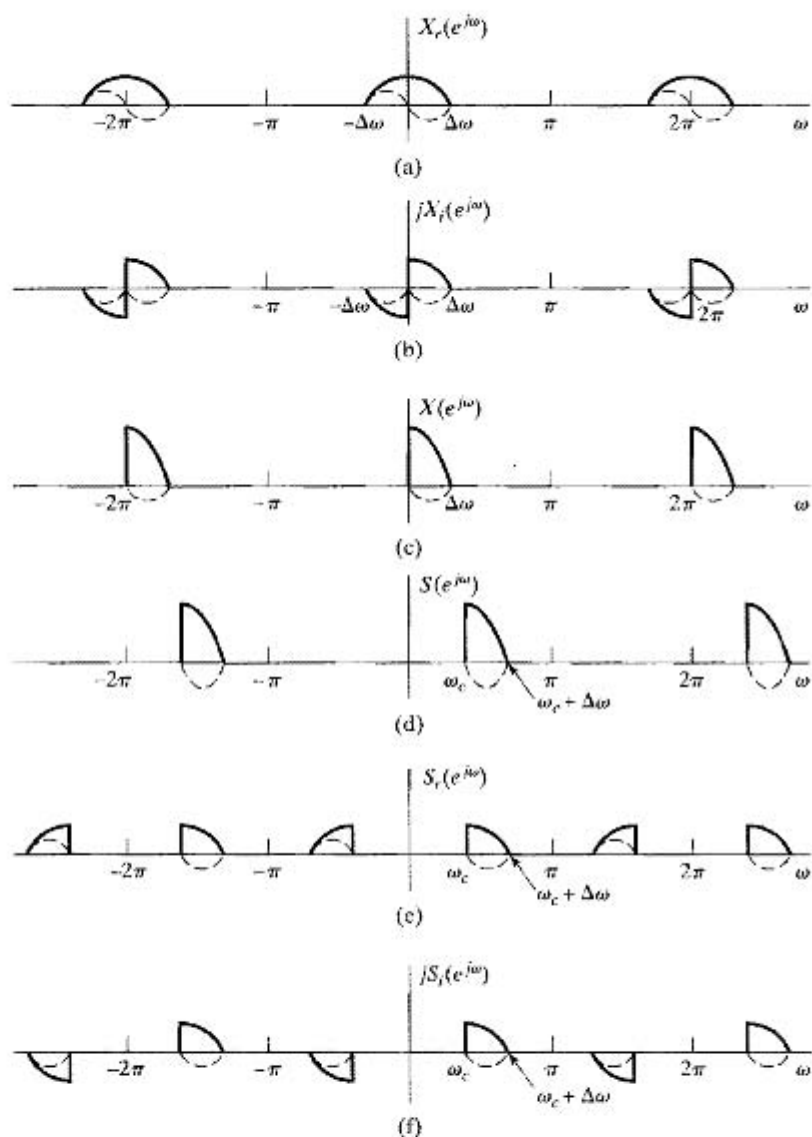 X_r(e^{jω})
−2π −π −Δω Δω π 2π ω
(a)
jX_i(e^{jω})
−π −Δω Δω π 2π ω
(b)
X(e^{jω})
−2π −π Δω π 2π ω
(c)
S(e^{jω})
−2π −π ω_c π 2π ω
ω_c + Δω
(d)
S_r(e^{jω})
−2π −π ω_c π 2π ω
ω_c + Δω
(e)
jS_i(e^{jω})
−2π −π ω_c π 2π ω
ω_c + Δω
(f)